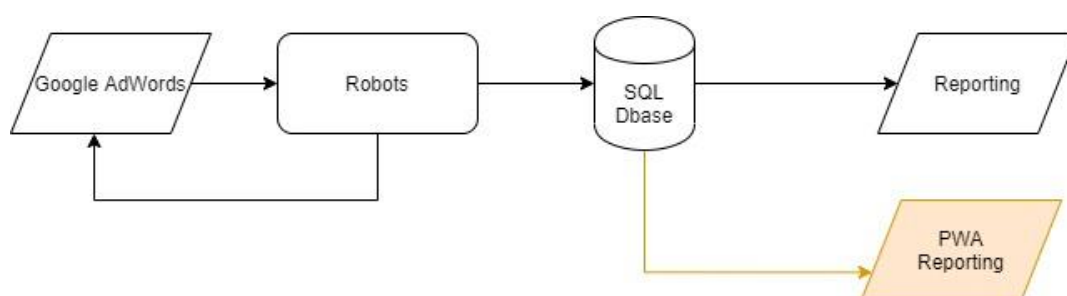 Google AdWords
Robots
SQL
Dbase
Reporting
PWA
Reporting